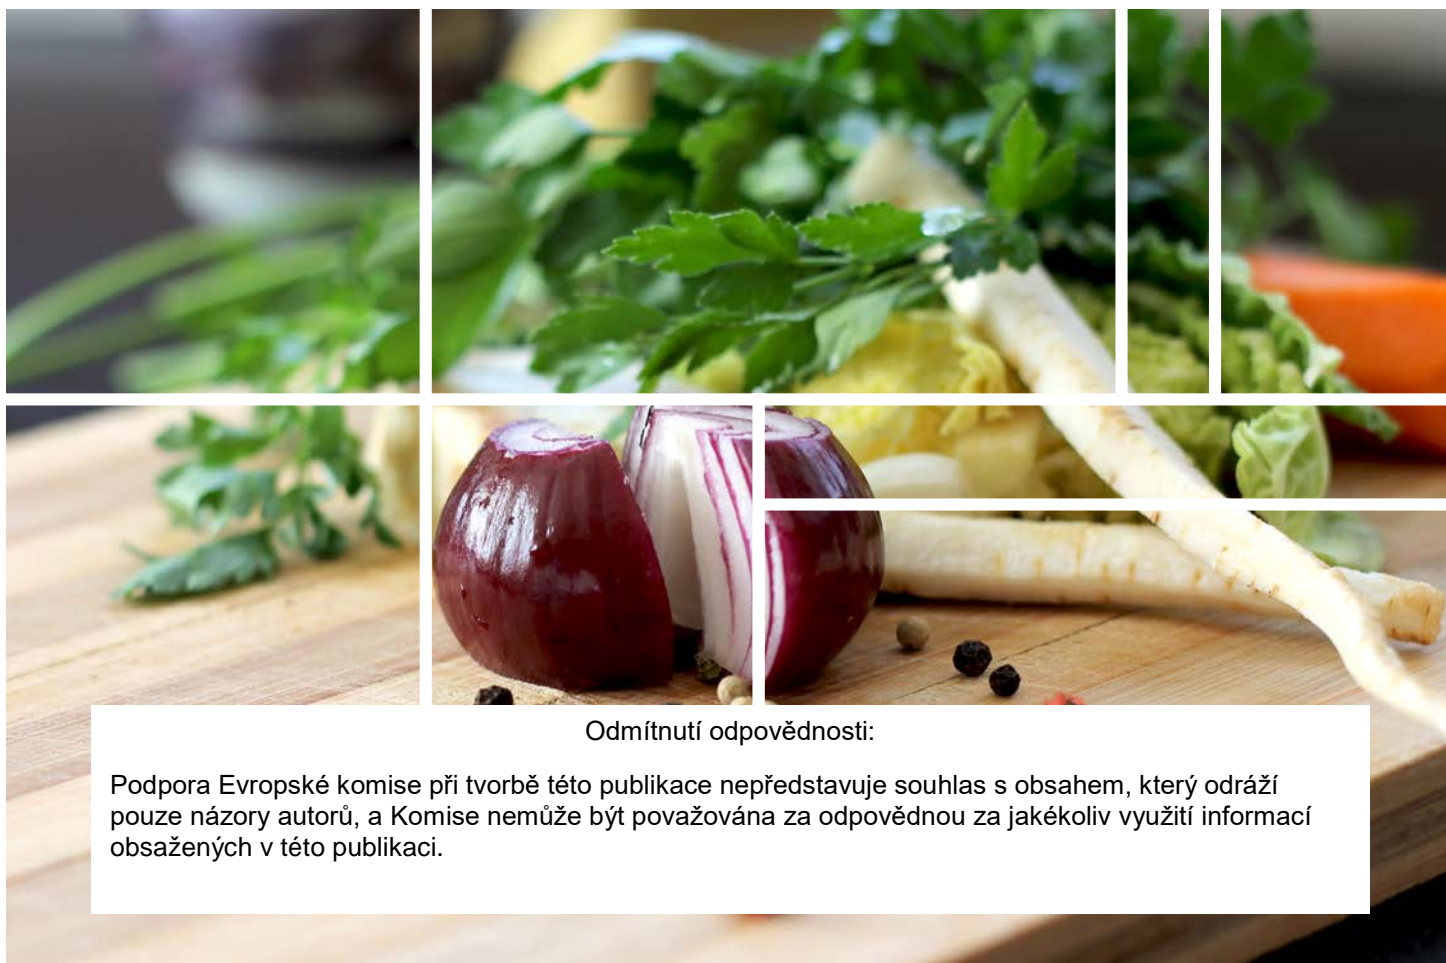 Odmítnutí odpovědnosti:
Podpora Evropské komise při tvorbě této publikace nepředstavuje souhlas s obsahem, který odráží
pouze názory autorů, a Komise nemůže být považována za odpovědnou za jakékoliv využití informací
obsažených v této publikaci.